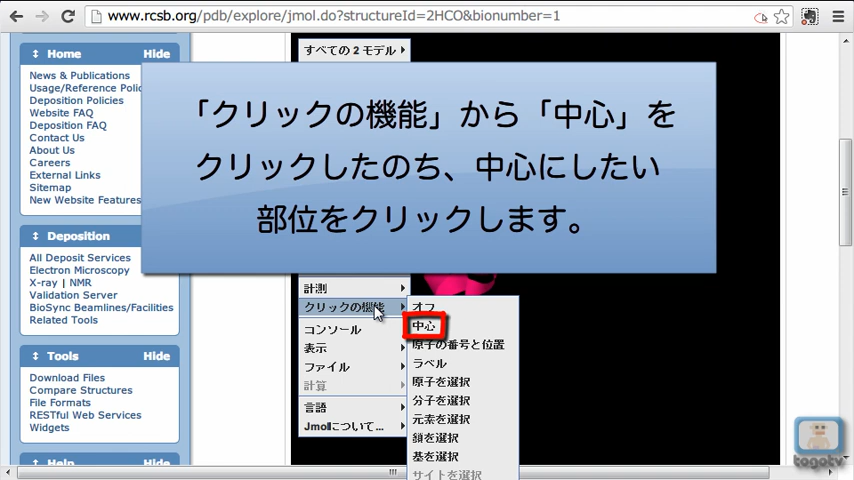 www.rcsb.org/pdb/explore/jmol.do?structureId=2HCO&bionumber=1
Home Hide
News & Publications
Usage/Reference Polic
Deposition Policies
Website FAQ
Deposition FAQ
Contact Us
About Us
Careers
External Links
Sitemap
New Website Features
Deposition Hide
All Deposit Services
Electron Microscopy
X-ray | NMR
Validation Server
BioSync Beamlines/Facilities
Related Tools
Tools Hide
Download Files
Compare Structures
File Formats
RESTful Web Services
Widgets
Help Hide
すべての 2 モデル
「クリックの機能」から「中心」を
クリックしたのち、中心にしたい
部位をクリックします。
計測
クリックの機能
コンソール
表示
ファイル
計算
言語
Jmolについて...
オフ
中心
原子の番号と位置
ラベル
原子を選択
分子を選択
元素を選択
鎖を選択
基を選択
サイトを選択
togotv